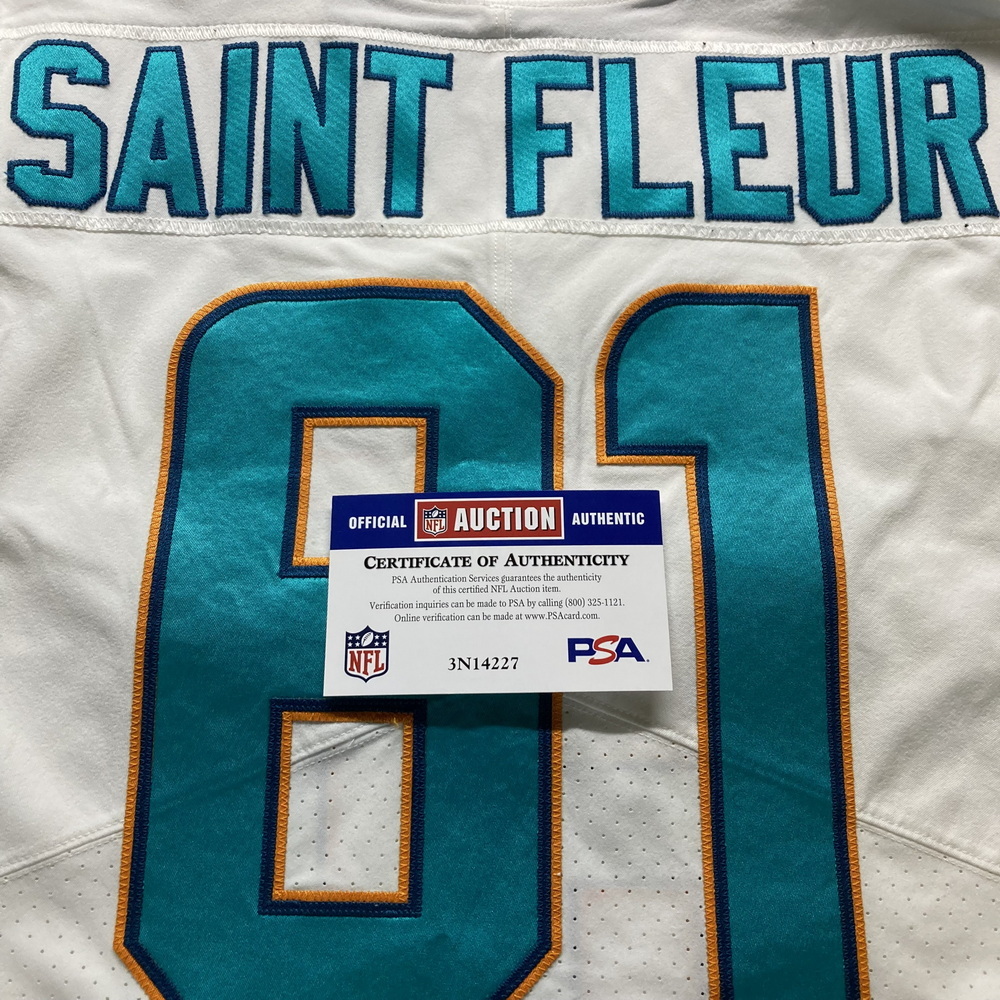 SAINT FLEUR
81
OFFICIAL NFL AUCTION AUTHENTIC
CERTIFICATE OF AUTHENTICITY
PSA Authentication Services guarantees the authenticity
of this certified NFL Auction item.
Verification inquiries can be made to PSA by calling (800) 325-1121.
Online verification can be made at www.PSAcard.com.
NFL 3N14227 PSA